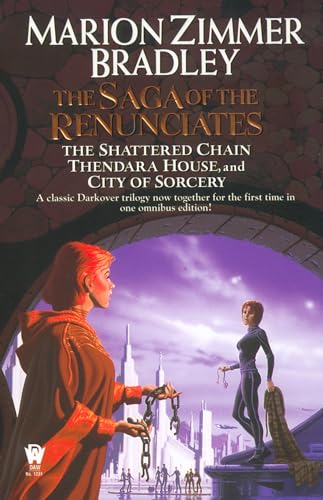 MARION ZIMMER
BRADLEY
THE SAGA OF THE
RENUNCIATES
THE SHATTERED CHAIN
THENDARA HOUSE, and
CITY OF SORCERY
A classic Darkover trilogy now together for the first time in
one omnibus edition!
DAW